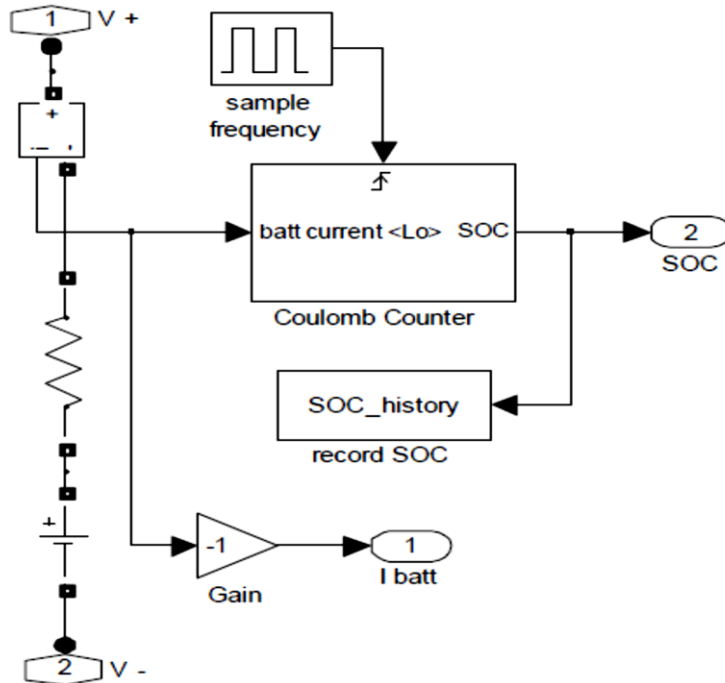 1
V +
sample
frequency
+
i
-
batt current <Lo>
SOC
2
SOC
Coulomb Counter
SOC_history
record SOC
+
-1
Gain
1
I batt
2
V -